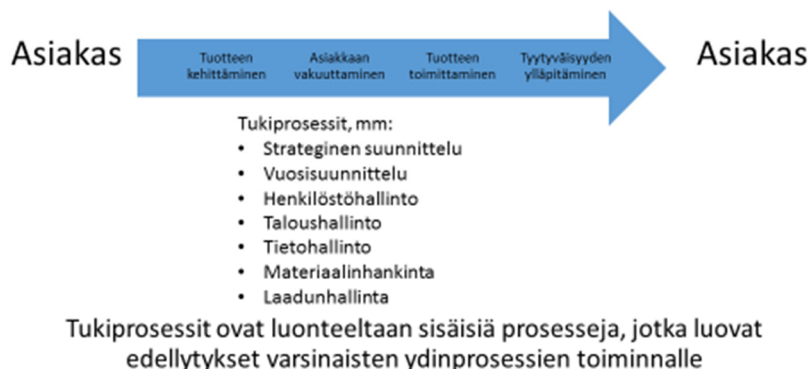 Asiakas
Tuotteen
kehittäminen
Asiakkaan
vakuuttaminen
Tuotteen
toimittaminen
Tyytyväisyyden
ylläpitäminen
Asiakas
Tukiprosessit, mm:
• Strateginen suunnittelu
• Vuosisuunnittelu
• Henkilöstöhallinto
• Taloushallinto
• Tietohallinto
• Materiaalinhankinta
• Laadunhallinta
Tukiprosessit ovat luonteeltaan sisäisiä prosesseja, jotka luovat
edellytykset varsinaisten ydinprosessien toiminnalle